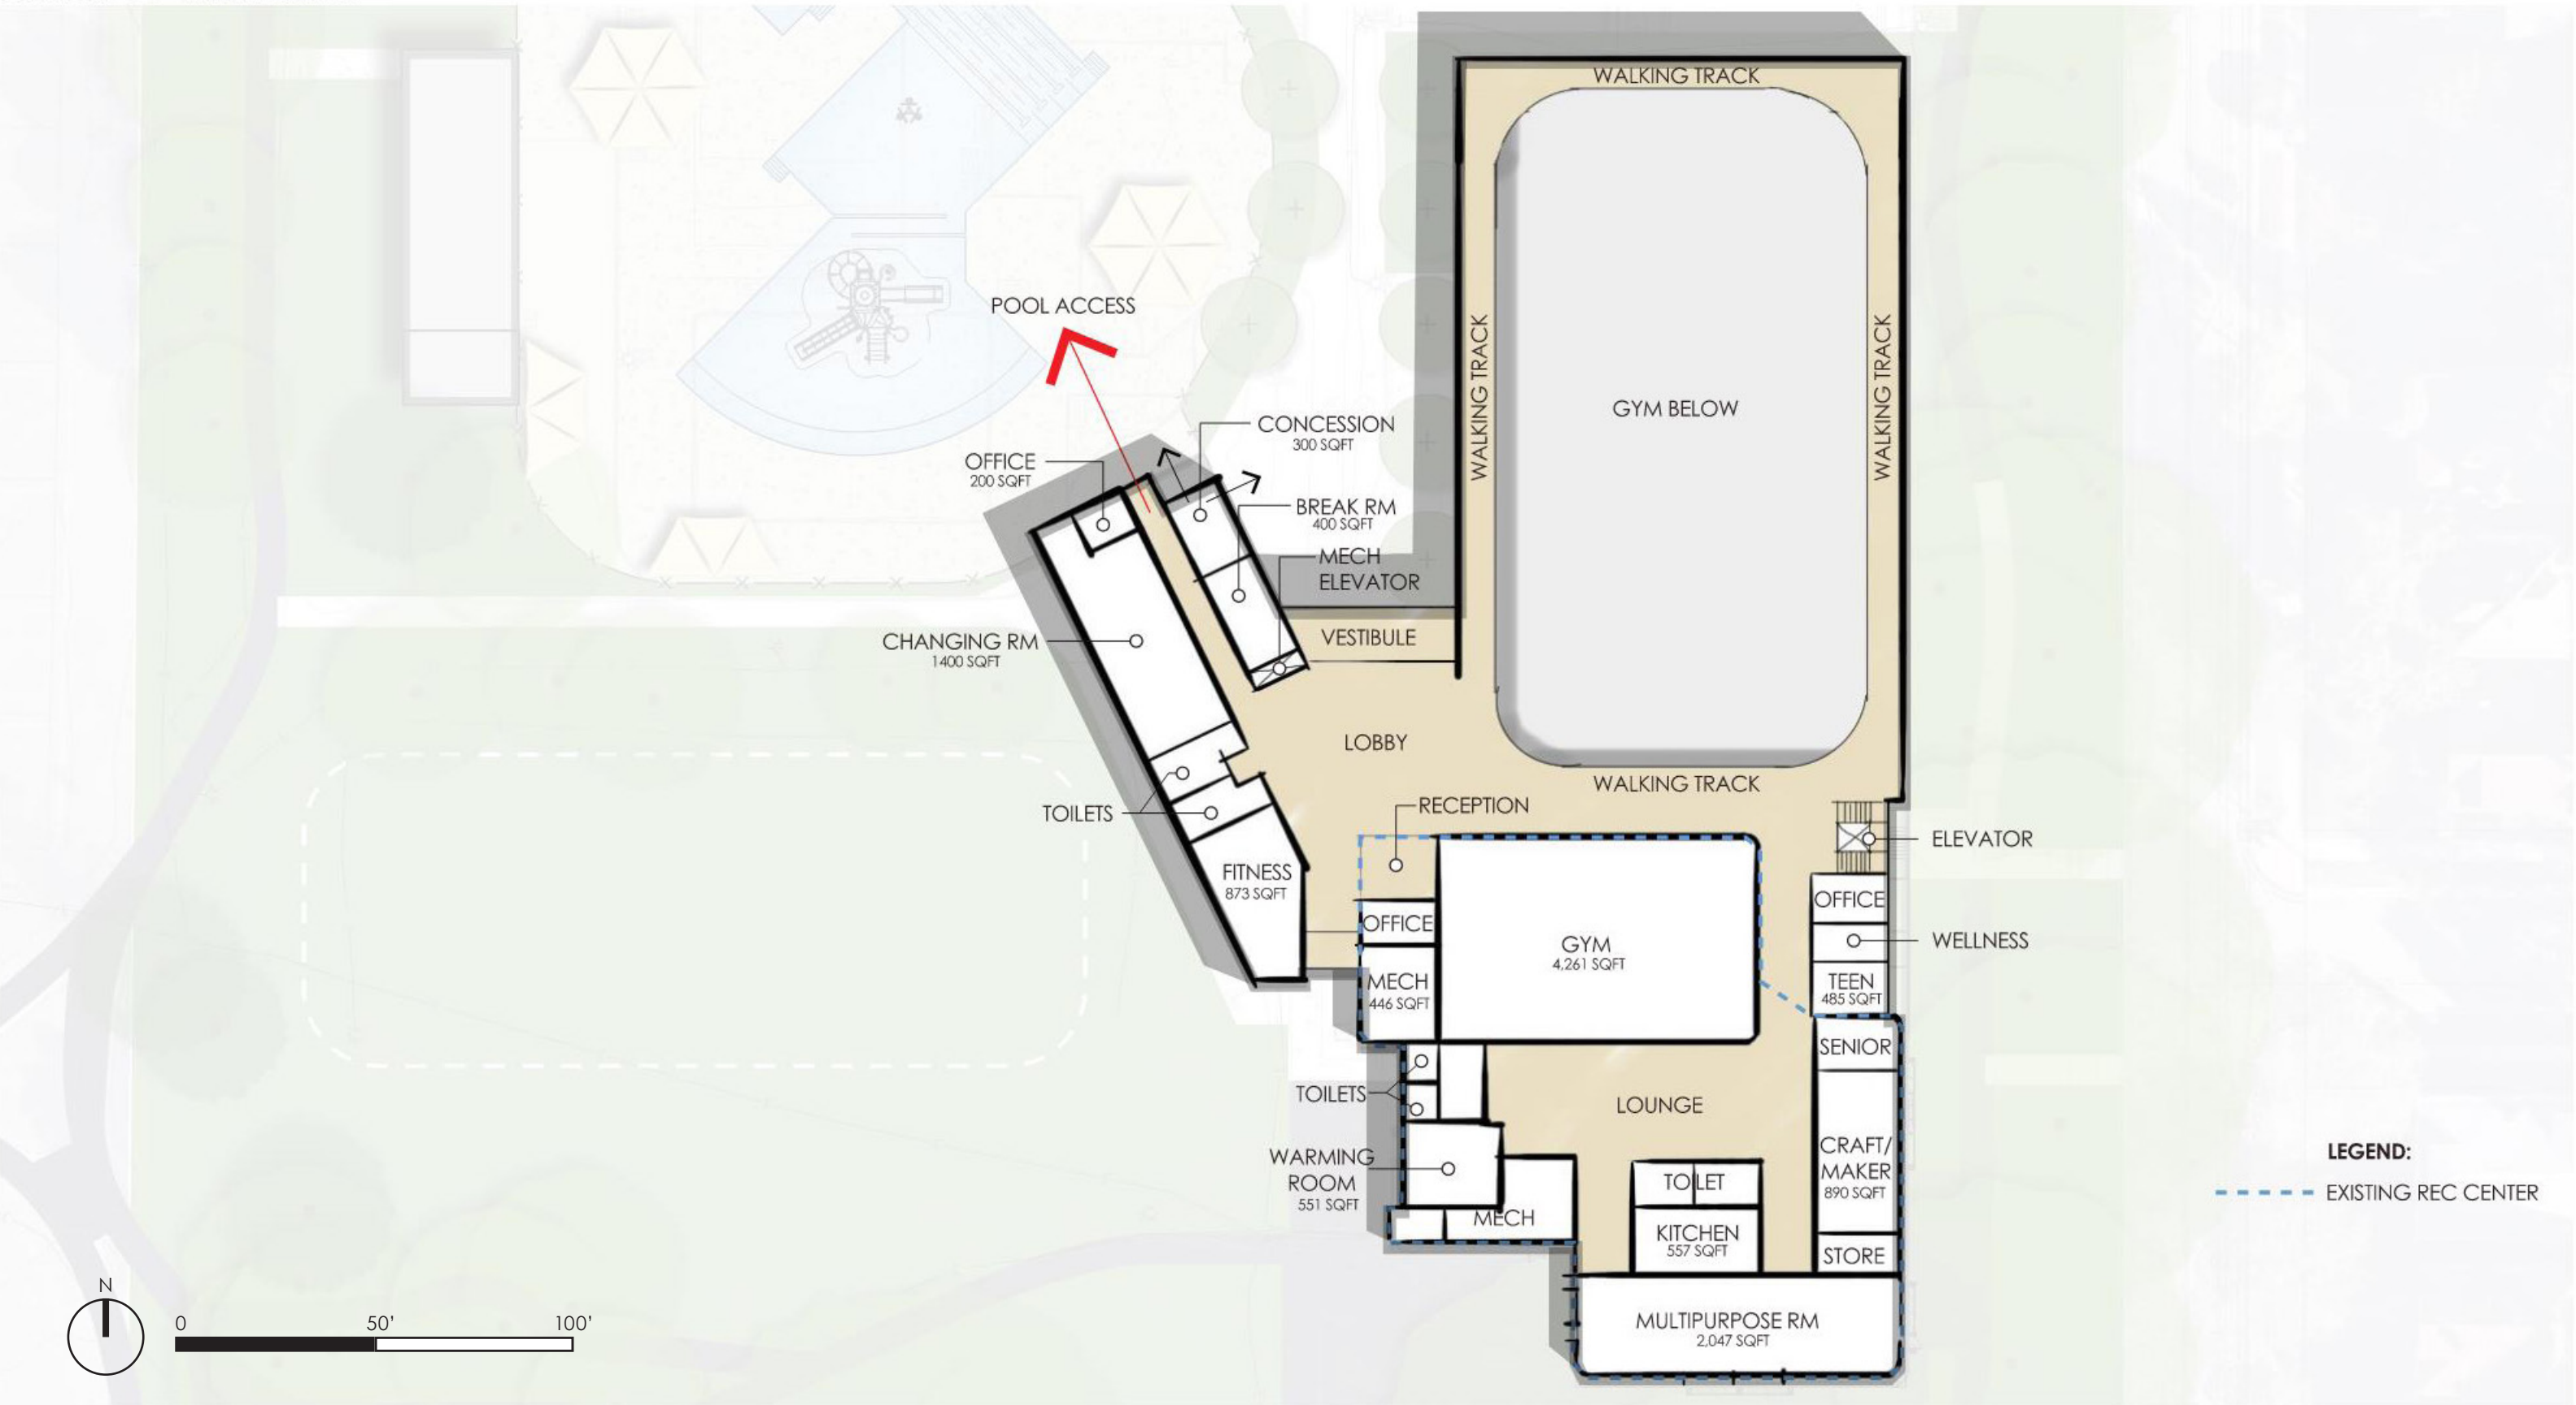 WALKING TRACK
POOL ACCESS
WALKING TRACK
WALKING TRACK
GYM BELOW
CONCESSION
300 SQFT
OFFICE
200 SQFT
BREAK RM
400 SQFT
MECH
ELEVATOR
VESTIBULE
CHANGING RM
1400 SQFT
LOBBY
WALKING TRACK
RECEPTION
TOILETS
ELEVATOR
FITNESS
873 SQFT
OFFICE
OFFICE
GYM
4,261 SQFT
WELLNESS
MECH
446 SQFT
TEEN
485 SQFT
SENIOR
TOILETS
LOUNGE
CRAFT/
MAKER
890 SQFT
WARMING
ROOM
551 SQFT
TOILET
MECH
KITCHEN
557 SQFT
STORE
MULTIPURPOSE RM
2,047 SQFT
LEGEND:
EXISTING REC CENTER
N
0 50' 100'